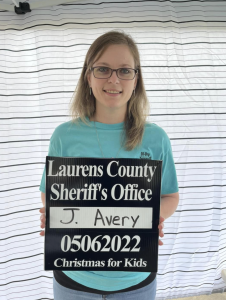 Laurens County
Sheriff's Office
J. Avery
05062022
Christmas for Kids